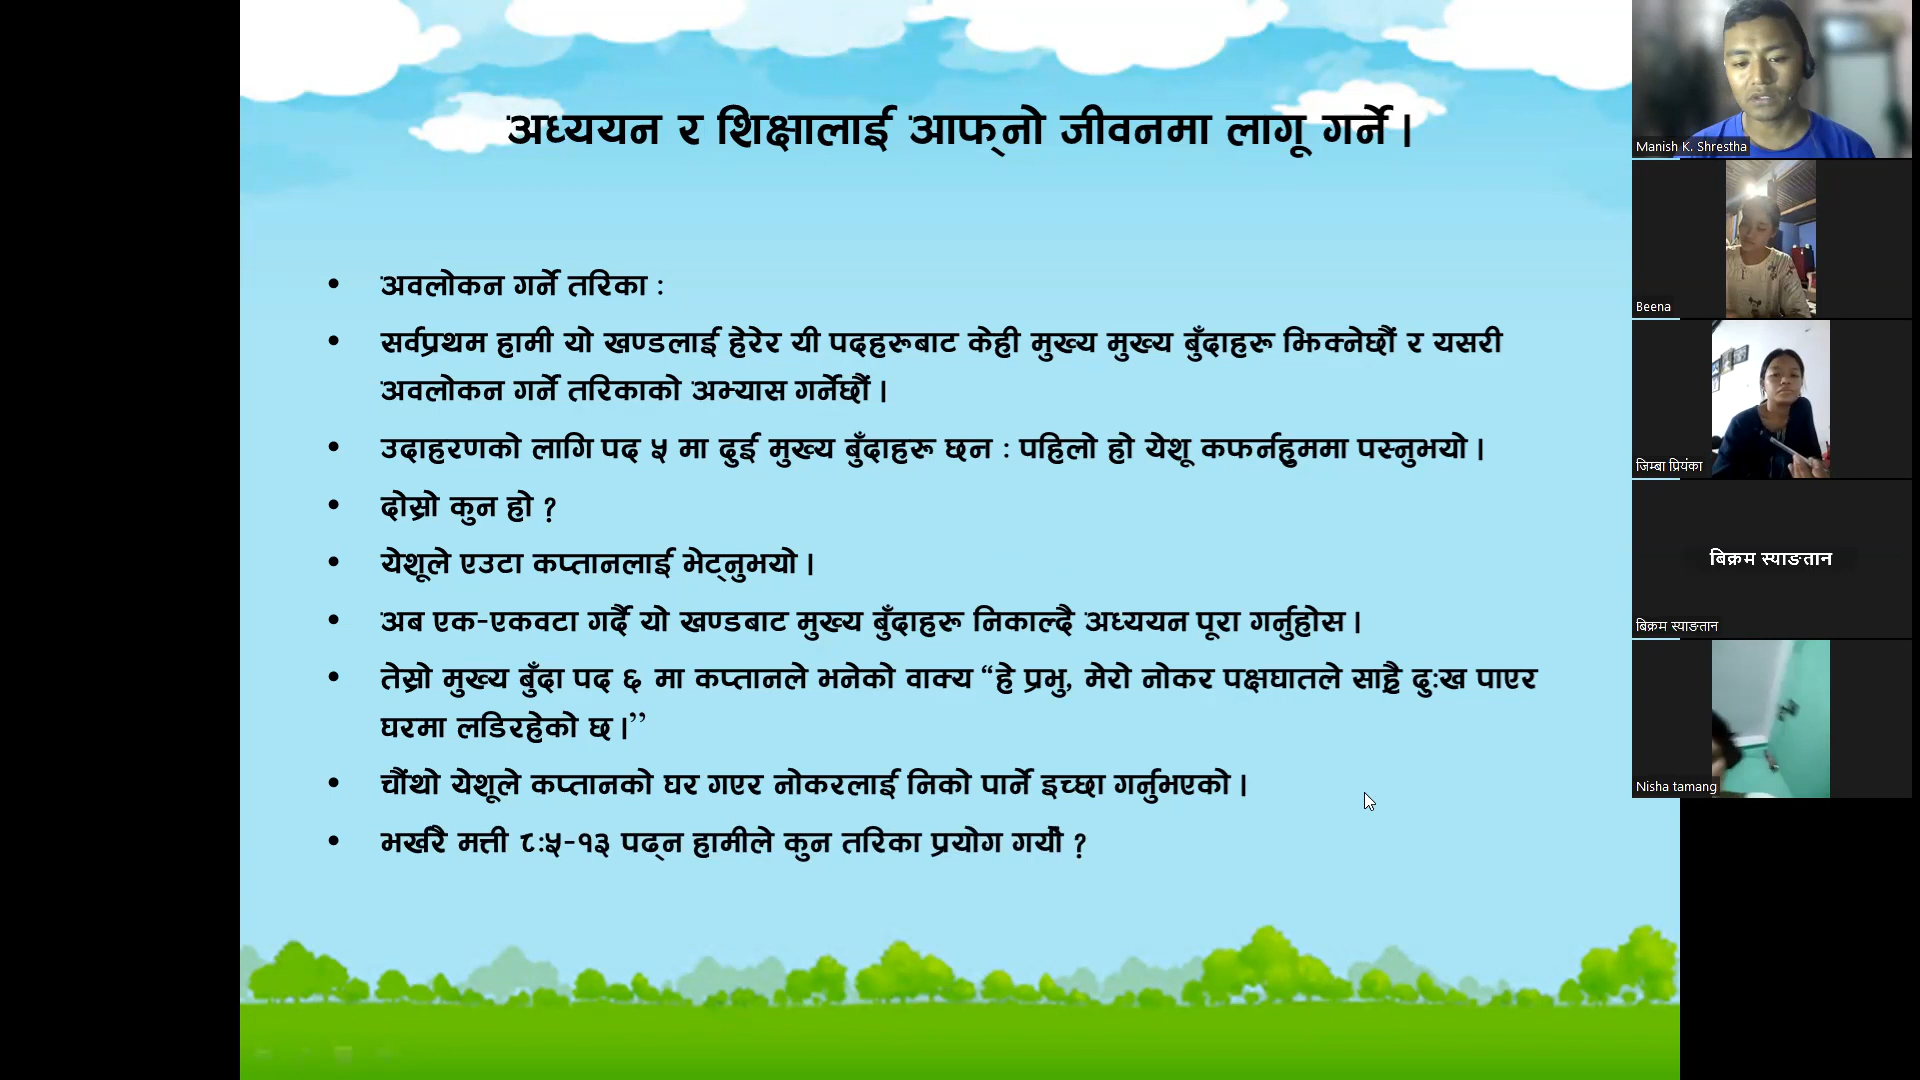 अध्ययन र शिक्षालाई आफ्नो जीवनमा लागू गर्ने ।
• अवलोकन गर्ने तरिका :
• सर्वप्रथम हामी यो खण्डलाई हेरेर यी पदहरूबाट केही मुख्य मुख्य बुँदाहरू झिक्नेछौं र यसरी
अवलोकन गर्ने तरिकाको अभ्यास गर्नेछौं ।
• उदाहरणको लागि पद ५ मा दुई मुख्य बुँदाहरू छन : पहिलो हो येशू कफर्नहुममा पस्नुभयो ।
• दोस्रो कुन हो ?
• येशूले एउटा कप्तानलाई भेट्नुभयो ।
• अब एक-एकवटा गर्दै यो खण्डबाट मुख्य बुँदाहरू निकाल्दै अध्ययन पूरा गर्नुहोस ।
• तेस्रो मुख्य बुँदा पद ६ मा कप्तानले भनेको वाक्य “हे प्रभु, मेरो नोकर पक्षघातले साह्रै दुःख पाएर
घरमा लडिरहेको छ ।’’
• चौंथो येशूले कप्तानको घर गएर नोकरलाई निको पार्ने इच्छा गर्नुभएको ।
• भर्खरै मत्ती ८:५-१३ पढ्न हामीले कुन तरिका प्रयोग गर्यौ ?
Manish K. Shrestha
Beena
जिम्बा प्रियंका
बिक्रम स्याङतान
बिक्रम स्याङतान
Nisha tamang